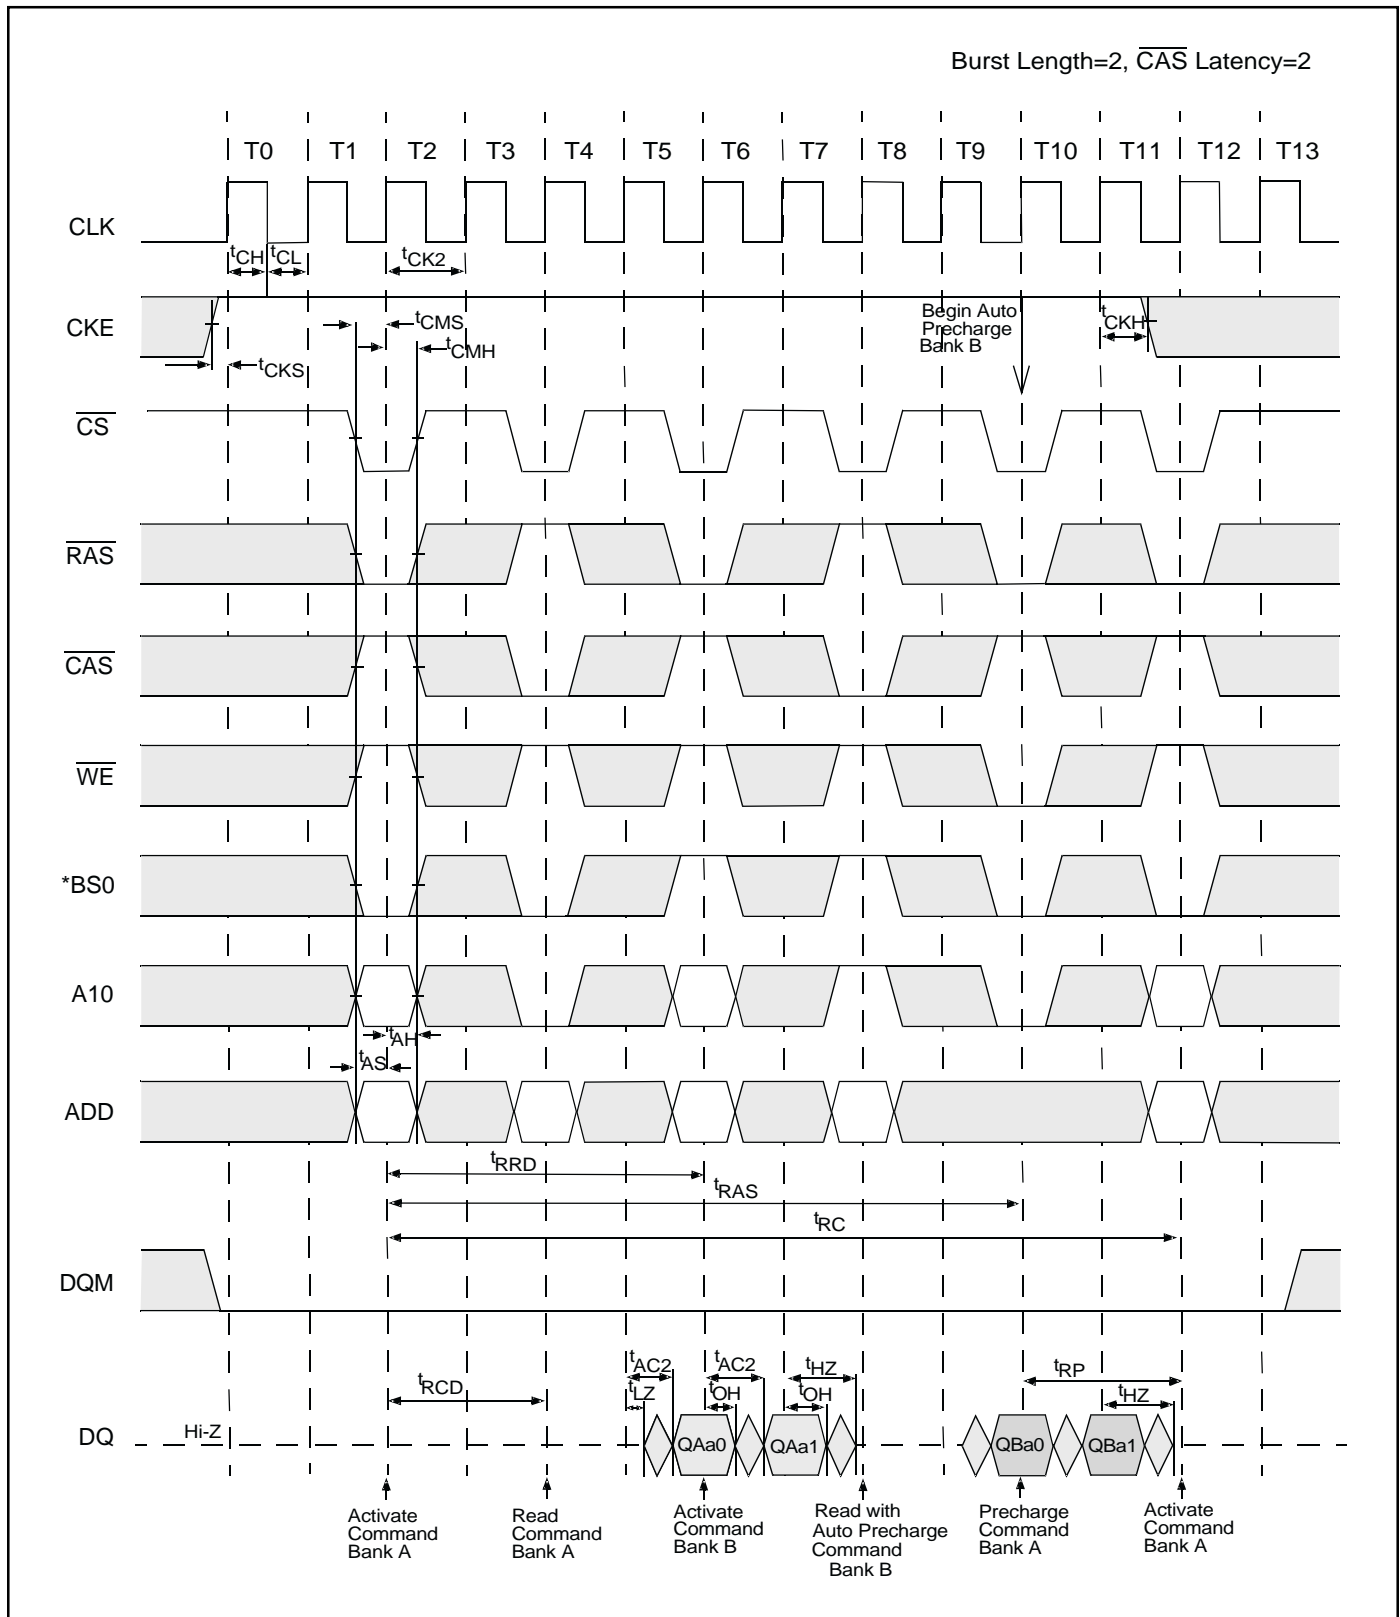 Burst Length=2, CAS Latency=2
T0 T1 T2 T3 T4 T5 T6 T7 T8 T9 T10 T11 T12 T13
CLK
tCH tCL tCK2
CKE
tCMS
tCMH
tCKS
Begin Auto
Precharge
Bank B
tCKH
CS
RAS
CAS
WE
*BS0
A10
tAH
tAS
ADD
tRRD
tRAS
tRC
DQM
tRCD
tAC2 tAC2 tHZ
tLZ tOH tOH
tRP
tHZ
DQ
Hi-Z
QAa0 QAa1 QBa0 QBa1
Activate
Command
Bank A
Read
Command
Bank A
Activate
Command
Bank B
Read with
Auto Precharge
Command
Bank B
Precharge
Command
Bank A
Activate
Command
Bank A